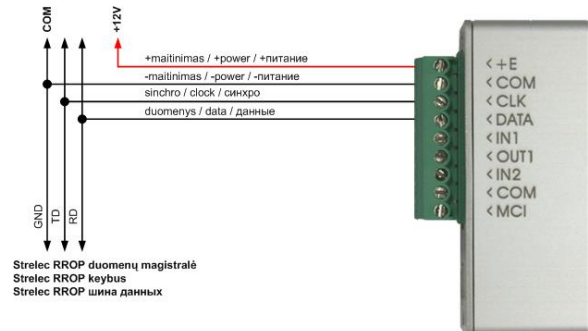 COM
+12V
+maitinimas / +power / +питание
-maitinimas / -power / -питание
sinchro / clock / синхро
duomenys / data / данные
<+E
<COM
<CLK
<DATA
<IN1
<OUT1
<IN2
<COM
<MCI
GND
TD
RD
Strelec RROP duomenų magistralė
Strelec RROP keybus
Strelec RROP шина данных